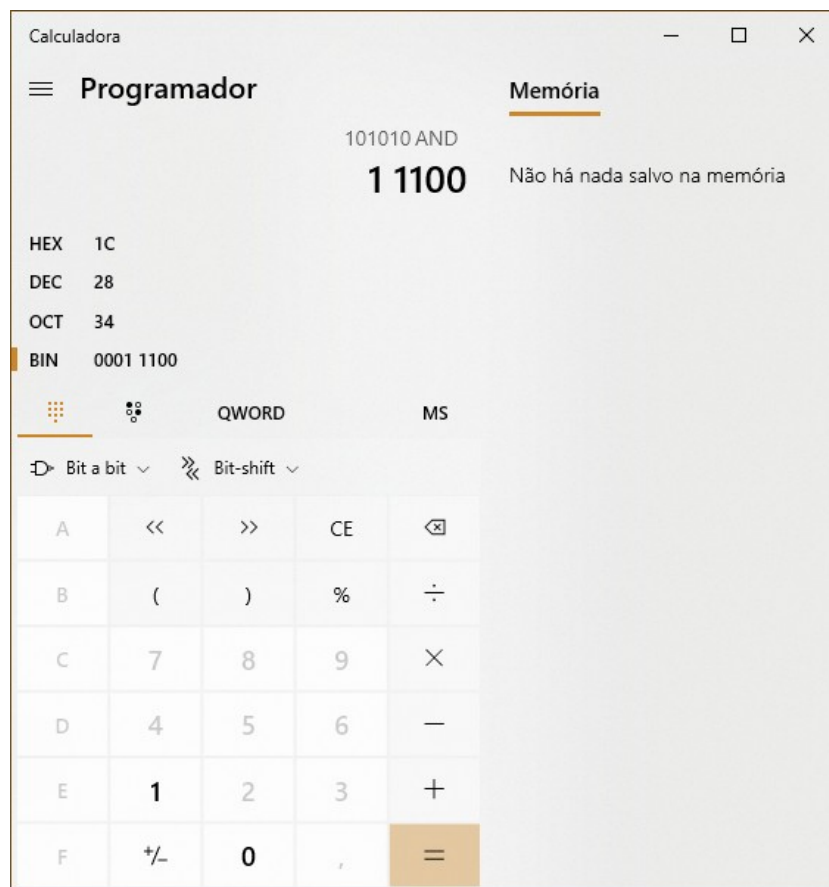 Calculadora
Programador
Memória
101010 AND
1 1100
Não há nada salvo na memória
HEX 1C
DEC 28
OCT 34
BIN 0001 1100
QWORD MS
Bit a bit Bit-shift
A << >> CE
B ( ) % ÷
C 7 8 9 ×
D 4 5 6 −
E 1 2 3 +
F +/− 0 , =